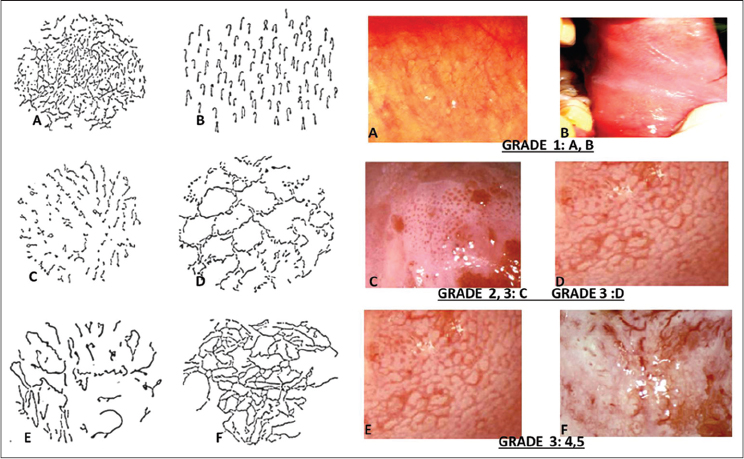 A B
A B
GRADE 1: A, B
C D
C D
GRADE 2, 3: C GRADE 3 :D
E F
E F
GRADE 3: 4,5